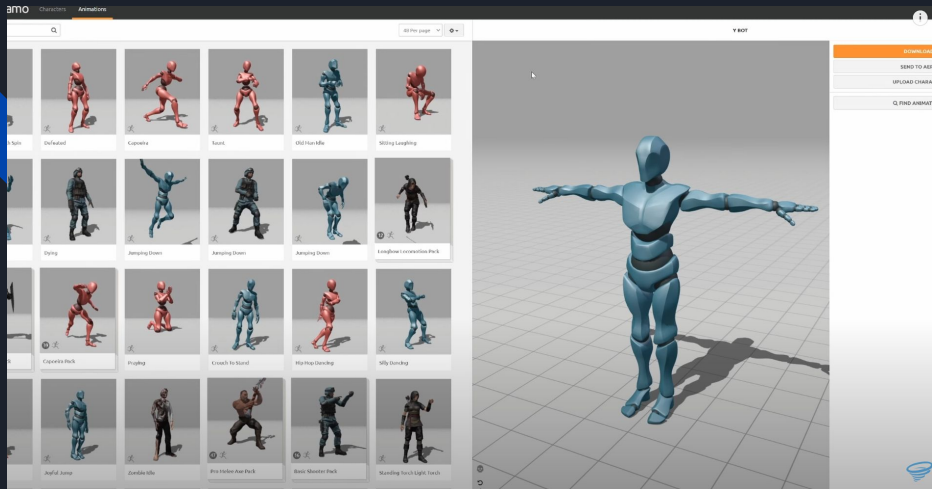 amo Characters Animations
48 Per page
Y BOT
DOWNLOAD
SEND TO AER
UPLOAD CHARA
FIND ANIMAT
Defeated
Capoeira
Taunt
Old Man Idle
Sitting Laughing
Dying
Jumping Down
Jumping Down
Jumping Down
Longbow Locomotion Pack
Capoeira Pack
Praying
Crouch To Stand
Hip Hop Dancing
Silly Dancing
Joyful Jump
Zombie Idle
Pro Melee Axe Pack
Basic Shooter Pack
Standing Torch Light Torch